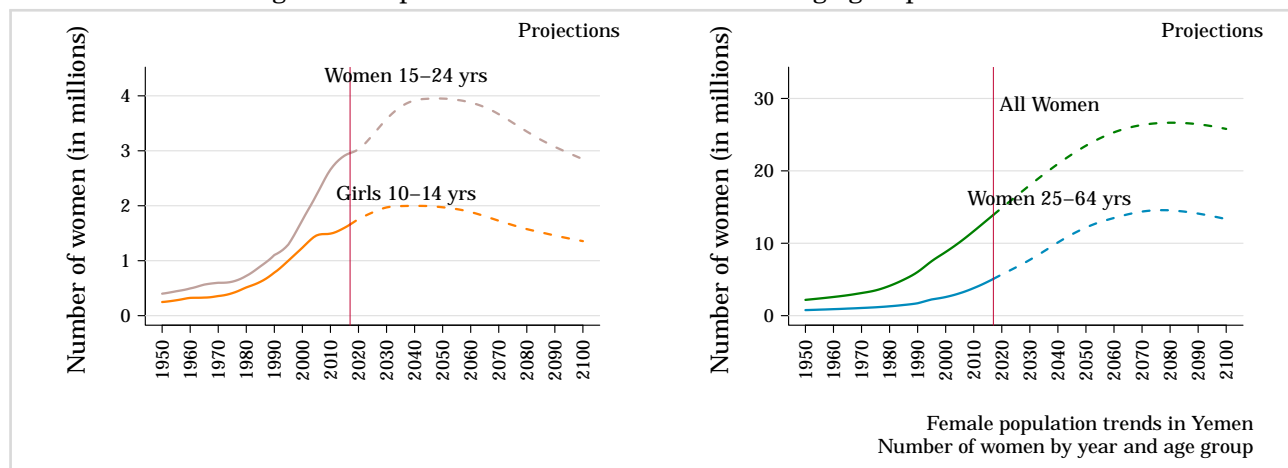 Projections
Number of women (in millions)
Women 15–24 yrs
Girls 10–14 yrs
4
3
2
1
0
1950 1960 1970 1980 1990 2000 2010 2020 2030 2040 2050 2060 2070 2080 2090 2100
Projections
Number of women (in millions)
All Women
Women 25–64 yrs
30
20
10
0
1950 1960 1970 1980 1990 2000 2010 2020 2030 2040 2050 2060 2070 2080 2090 2100
Female population trends in Yemen
Number of women by year and age group